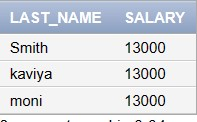 LAST_NAME SALARY
Smith 13000
kaviya 13000
moni 13000